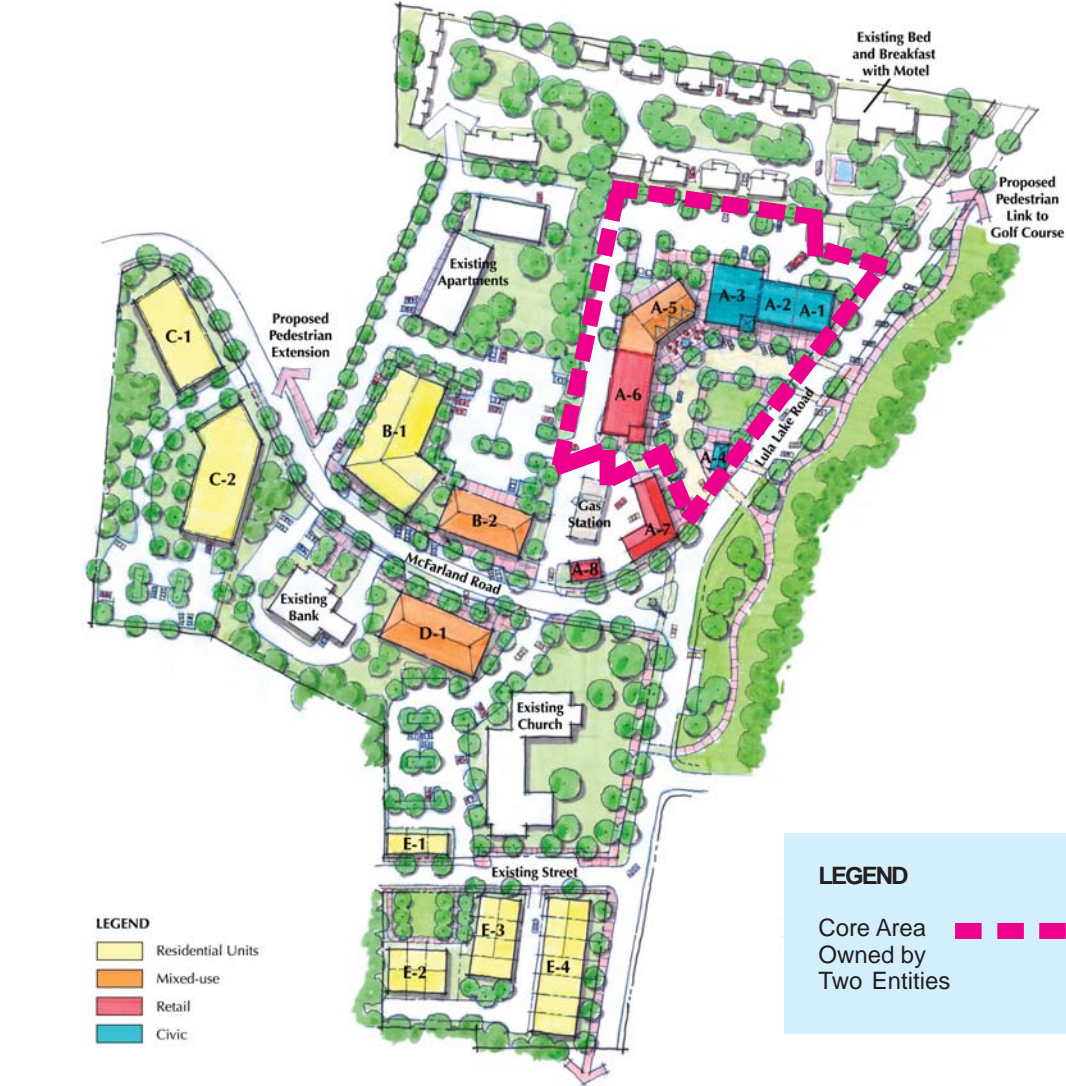 Existing Bed
and Breakfast
with Motel
Proposed
Pedestrian
Link to
Golf Course
Existing
Apartments
A-3
A-2
A-1
A-5
C-1
Proposed
Pedestrian
Extension
A-6
B-1
Lula Lake Road
A-4
C-2
Gas
Station
B-2
A-7
A-8
McFarland Road
Existing
Bank
D-1
Existing
Church
E-1
Existing Street
E-3
E-2
E-4
LEGEND
Residential Units
Mixed-use
Retail
Civic
LEGEND
Core Area
Owned by
Two Entities